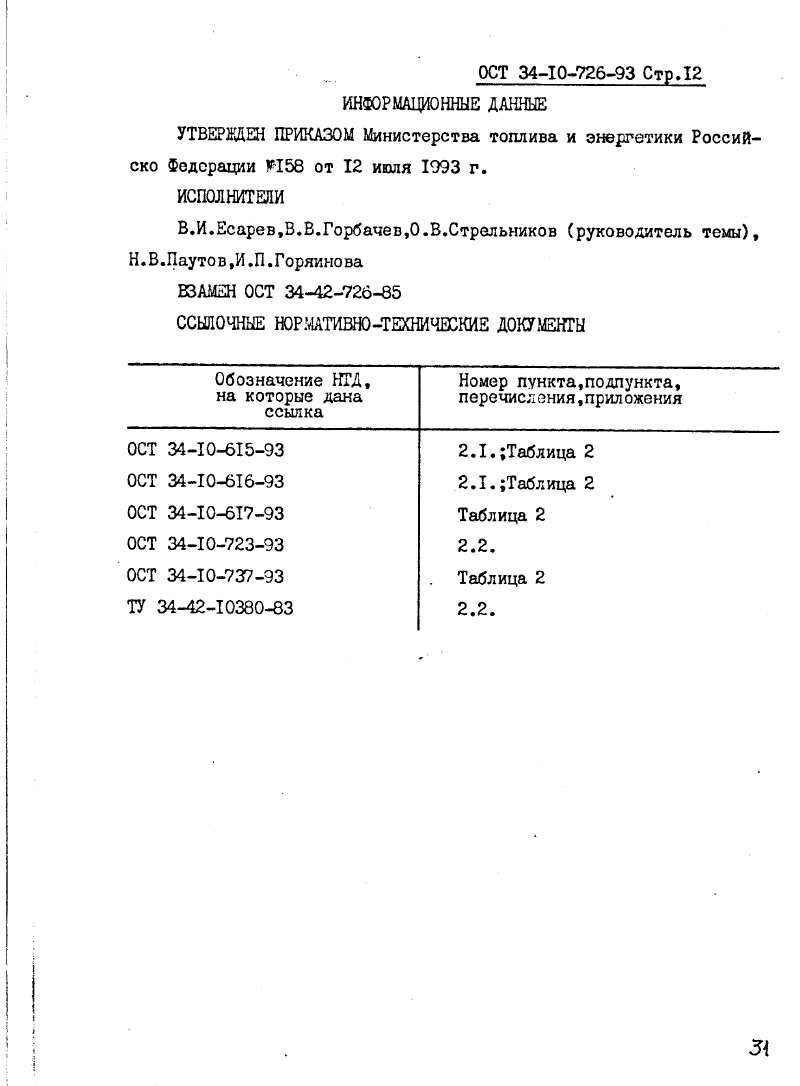 ОСТ 34-10-726-93 Стр.12
ИНФОРМАЦИОННЫЕ ДАННЫЕ
УТВЕРЖДЕН ПРИКАЗОМ Министерства топлива и энергетики Россий-
ско Федерации №158 от 12 июля 1993 г.
ИСПОЛНИТЕЛИ
В.И.Есарев,В.В.Горбачев,О.В.Стрельников (руководитель темы),
Н.В.Паутов,И.П.Горяинова
ВЗАМЕН ОСТ 34-42-726-85
ССЫЛОЧНЫЕ НОРМАТИВНО-ТЕХНИЧЕСКИЕ ДОКУМЕНТЫ
Обозначение НТД, Номер пункта,подпункта,
на которые дана перечисления,приложения
ссылка
ОСТ 34-10-615-93 2.1.;Таблица 2
ОСТ 34-10-616-93 2.1.;Таблица 2
ОСТ 34-10-617-93 Таблица 2
ОСТ 34-10-723-93 2.2.
ОСТ 34-10-737-93 Таблица 2
ТУ 34-42-10380-83 2.2.
31